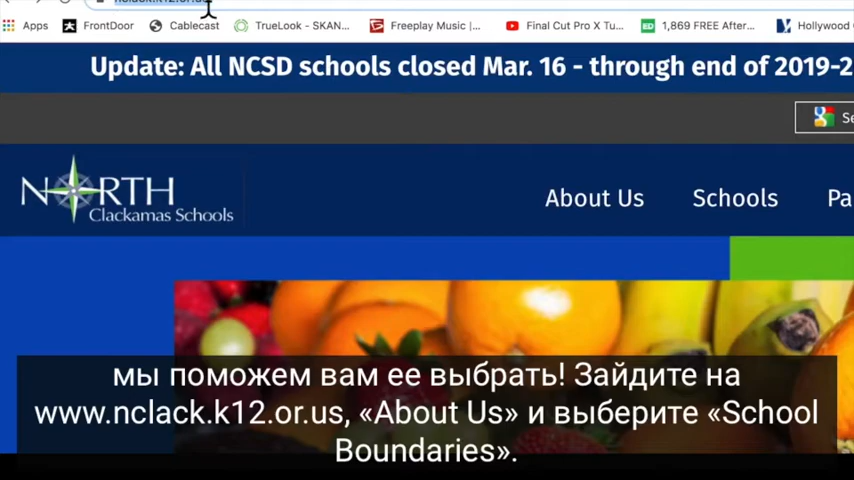 Apps FrontDoor Cablecast TrueLook - SKAN... Freeplay Music |... Final Cut Pro X Tu... 1,869 FREE After... Hollywood
Update: All NCSD schools closed Mar. 16 - through end of 2019-2
Se
NORTH
Clackamas Schools
About Us Schools Pa
мы поможем вам ее выбрать! Зайдите на
www.nclack.k12.or.us, «About Us» и выберите «School
Boundaries».